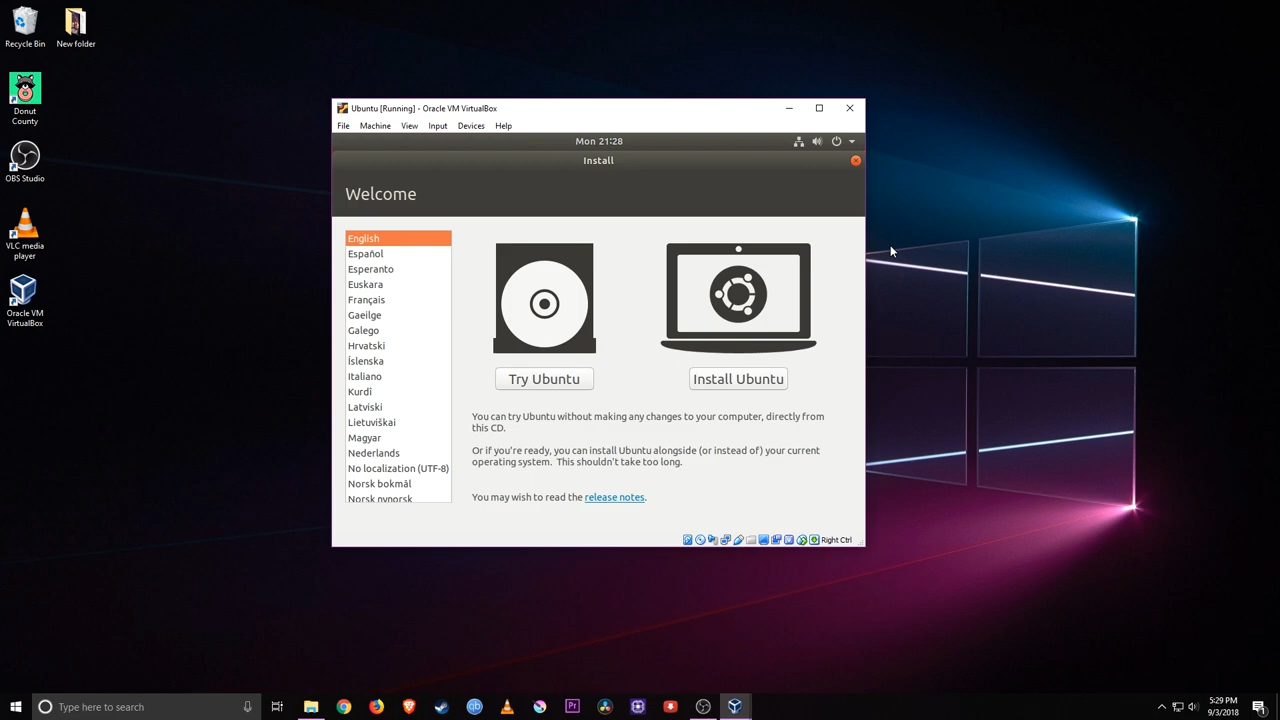 Recycle Bin
New folder
Donut
County
OBS Studio
VLC media
player
Oracle VM
VirtualBox
Ubuntu [Running] - Oracle VM VirtualBox
File Machine View Input Devices Help
Mon 21:28
Install
Welcome
English
Español
Esperanto
Euskara
Français
Gaeilge
Galego
Hrvatski
Íslenska
Italiano
Kurdî
Latviski
Lietuviškai
Magyar
Nederlands
No localization (UTF-8)
Norsk bokmål
Norsk nynorsk
Try Ubuntu
Install Ubuntu
You can try Ubuntu without making any changes to your computer, directly from
this CD.
Or if you're ready, you can install Ubuntu alongside (or instead of) your current
operating system. This shouldn't take too long.
You may wish to read the release notes.
Right Ctrl
Type here to search
qb
Pr
5:29 PM
9/3/2018
1